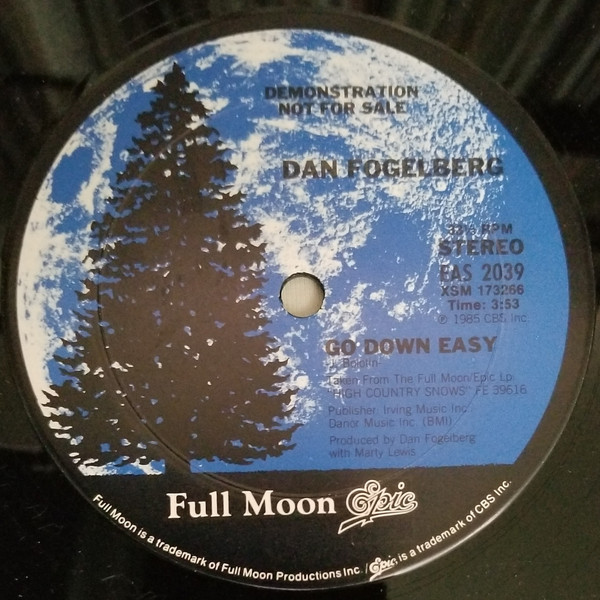 DEMONSTRATION
NOT FOR SALE
DAN FOGELBERG
33⅓ RPM
STEREO
EAS 2039
XSM 173266
Time: 3:53
℗ 1985 CBS Inc.
GO DOWN EASY
-J. Bolotin-
Taken From The Full Moon/Epic Lp
"HIGH COUNTRY SNOWS" FE 39616
Publisher, Irving Music Inc./
Danor Music Inc. (BMI)
Produced by Dan Fogelberg
with Marty Lewis
Full Moon Epic
Full Moon is a trademark of Full Moon Productions Inc. / Epic is a trademark of CBS Inc.